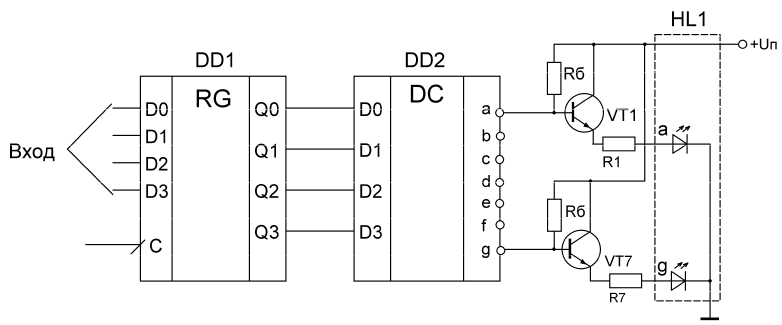 HL1
+Uп
DD1
DD2
RG
DC
Rб
VT1
R1
a
Вход
D0
D1
D2
D3
C
Q0
Q1
Q2
Q3
D0
D1
D2
D3
a
b
c
d
e
f
g
Rб
VT7
R7
g